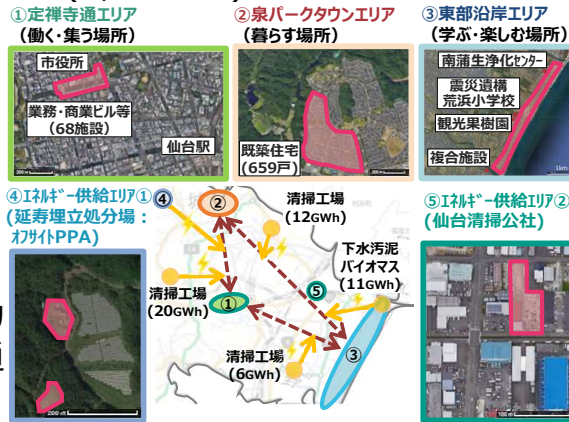 ①定禅寺通エリア
(働く・集う場所)
市役所
業務・商業ビル等
(68施設)
仙台駅
②泉パークタウンエリア
(暮らす場所)
既築住宅
(659戸)
③東部沿岸エリア
(学ぶ・楽しむ場所)
南蒲生浄化センター
震災遺構
荒浜小学校
観光果樹園
複合施設
1km
④エネルギー供給エリア①
(延寿埋立処分場：
オフサイトPPA)
200 m
④
②
清掃工場
(12GWh)
下水汚泥
バイオマス
(11GWh)
清掃工場
(20GWh)
①
⑤
③
清掃工場
(6GWh)
⑤エネルギー供給エリア②
(仙台清掃公社)
100 m